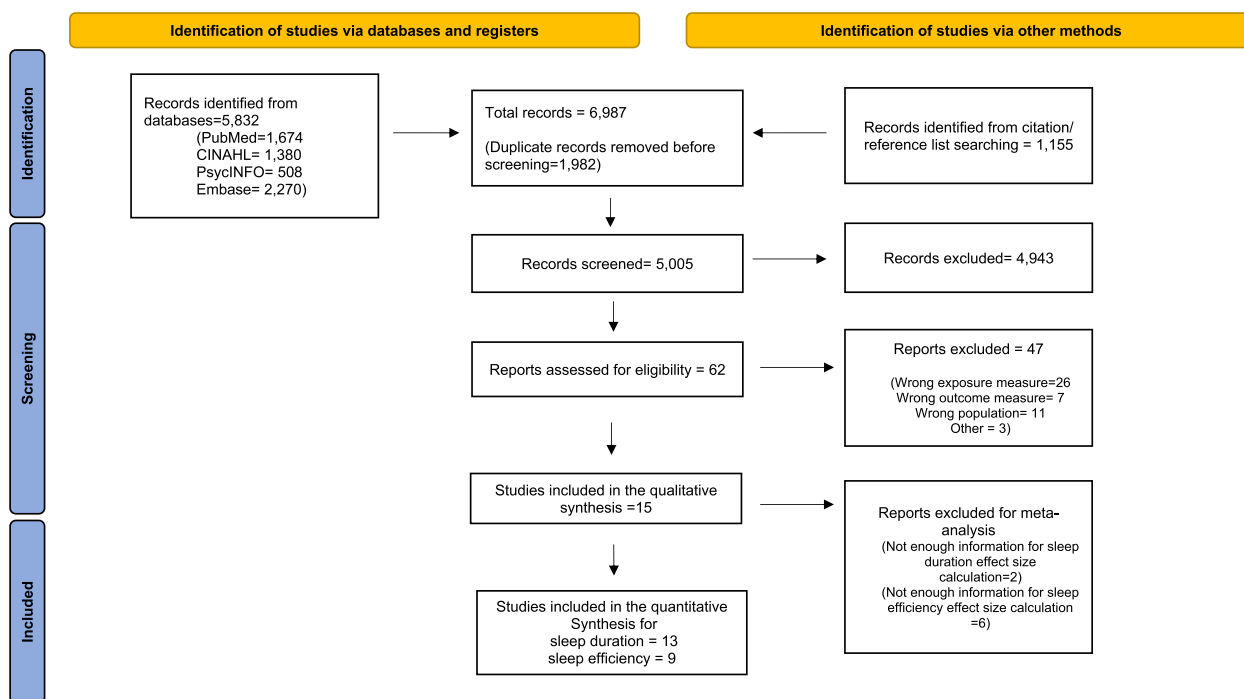 Identification of studies via databases and registers
Identification of studies via other methods
Identification
Records identified from
databases=5,832
(PubMed=1,674
CINAHL= 1,380
PsycINFO= 508
Embase= 2,270)
Total records = 6,987
(Duplicate records removed before
screening=1,982)
Records identified from citation/
reference list searching = 1,155
Screening
Records screened= 5,005
Records excluded= 4,943
Reports assessed for eligibility = 62
Reports excluded = 47
(Wrong exposure measure=26
Wrong outcome measure= 7
Wrong population= 11
Other = 3)
Studies included in the qualitative
synthesis =15
Reports excluded for meta-
analysis
(Not enough information for sleep
duration effect size
calculation=2)
(Not enough information for sleep
efficiency effect size calculation
=6)
Included
Studies included in the quantitative
Synthesis for
sleep duration = 13
sleep efficiency = 9